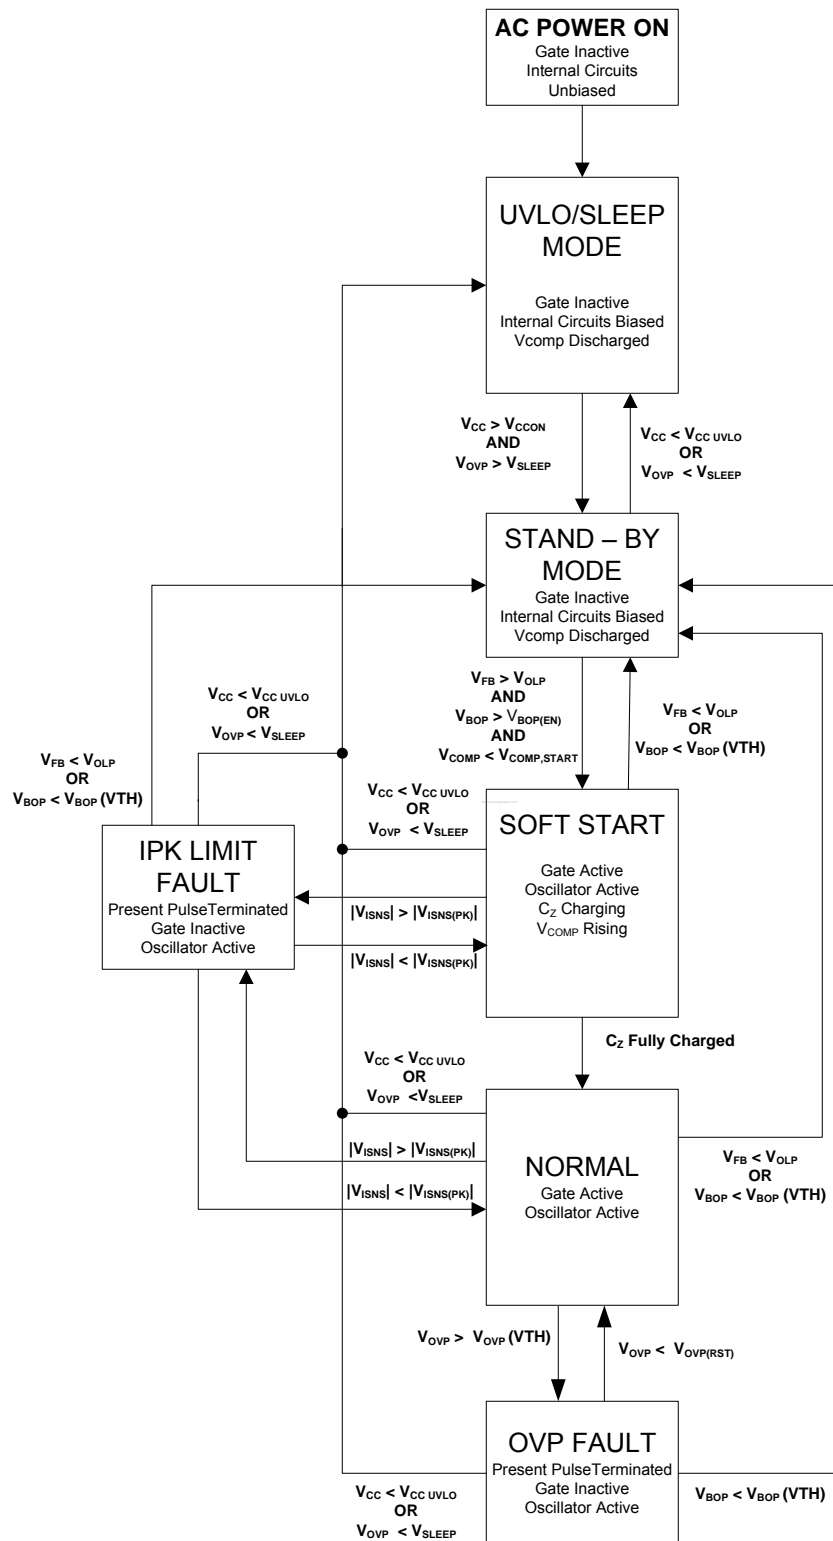 AC POWER ON
Gate Inactive
Internal Circuits
Unbiased
UVLO/SLEEP
MODE
Gate Inactive
Internal Circuits Biased
Vcomp Discharged
VCC > VCCON
AND
VOVP > VSLEEP
VCC < VCC UVLO
OR
VOVP < VSLEEP
STAND – BY
MODE
Gate Inactive
Internal Circuits Biased
Vcomp Discharged
VFB > VOLP
AND
VBOP > VBOP(EN)
AND
VCOMP < VCOMP,START
VFB < VOLP
OR
VBOP < VBOP (VTH)
VCC < VCC UVLO
OR
VOVP < VSLEEP
VFB < VOLP
OR
VBOP < VBOP (VTH)
VCC < VCC UVLO
OR
VOVP < VSLEEP
SOFT START
Gate Active
Oscillator Active
CZ Charging
VCOMP Rising
IPK LIMIT
FAULT
Present PulseTerminated
Gate Inactive
Oscillator Active
|VISNS| > |VISNS(PK)|
|VISNS| < |VISNS(PK)|
CZ Fully Charged
VCC < VCC UVLO
OR
VOVP <VSLEEP
|VISNS| > |VISNS(PK)|
|VISNS| < |VISNS(PK)|
NORMAL
Gate Active
Oscillator Active
VFB < VOLP
OR
VBOP < VBOP (VTH)
VOVP > VOVP (VTH)
VOVP < VOVP(RST)
OVP FAULT
Present PulseTerminated
Gate Inactive
Oscillator Active
VCC < VCC UVLO
OR
VOVP < VSLEEP
VBOP < VBOP (VTH)